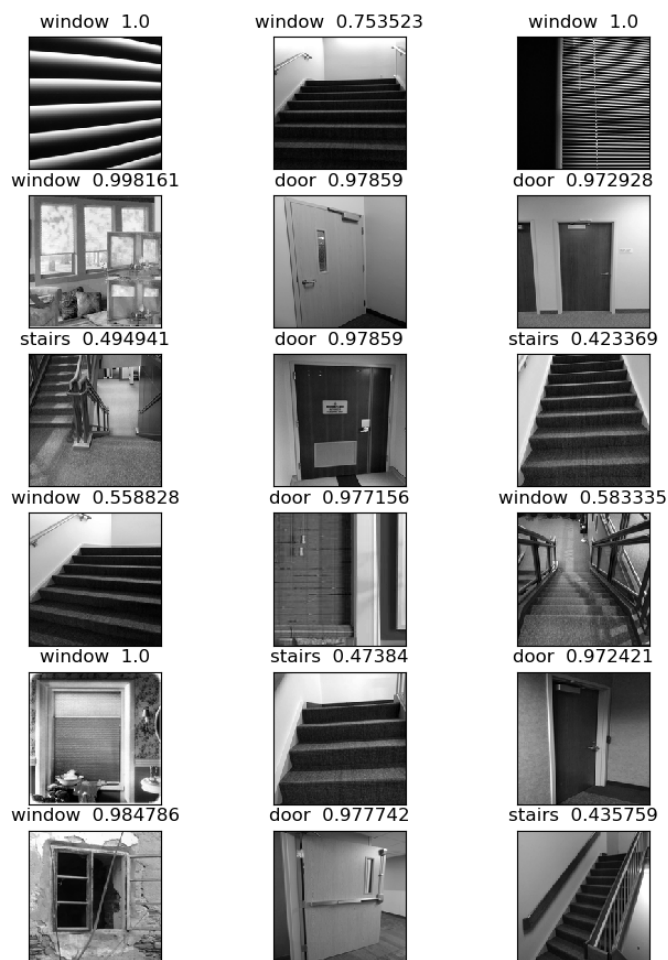 window 1.0
window 0.753523
window 1.0
window 0.998161
door 0.97859
door 0.972928
stairs 0.494941
door 0.97859
stairs 0.423369
window 0.558828
door 0.977156
window 0.583335
window 1.0
stairs 0.47384
door 0.972421
window 0.984786
door 0.977742
stairs 0.435759